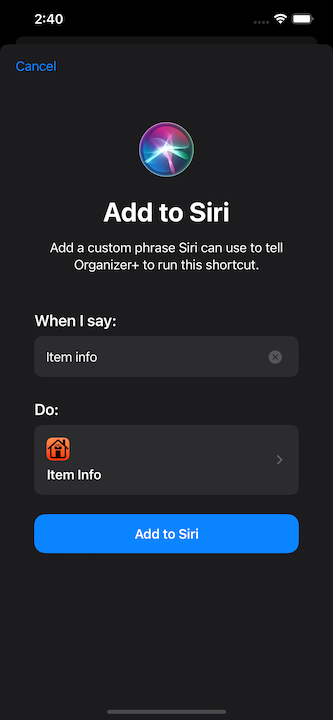 2:40
Cancel
Add to Siri
Add a custom phrase Siri can use to tell
Organizer+ to run this shortcut.
When I say:
Item info
Do:
Item Info
Add to Siri